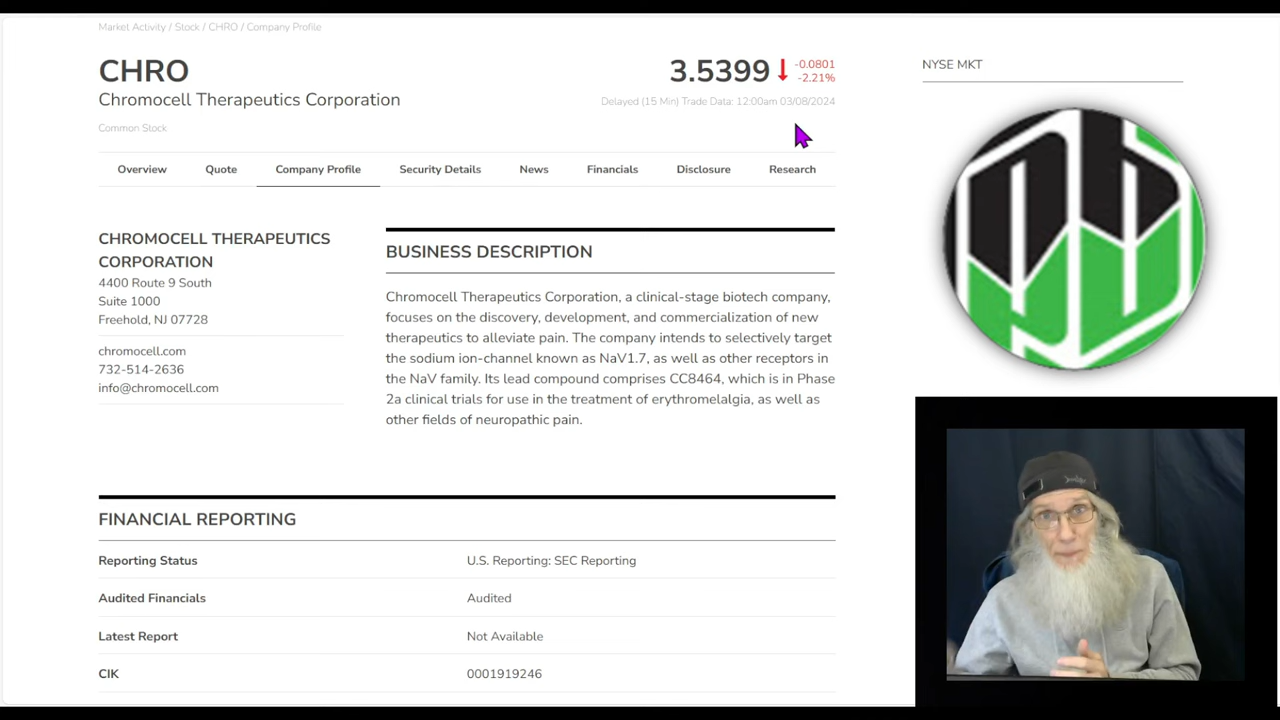 Market Activity / Stock / CHRO / Company Profile
CHRO
3.5399
-0.0801
-2.21%
Chromocell Therapeutics Corporation
Delayed (15 Min) Trade Data: 12:00am 03/08/2024
Common Stock
NYSE MKT
Overview
Quote
Company Profile
Security Details
News
Financials
Disclosure
Research
CHROMOCELL THERAPEUTICS
CORPORATION
4400 Route 9 South
Suite 1000
Freehold, NJ 07728
chromocell.com
732-514-2636
info@chromocell.com
BUSINESS DESCRIPTION
Chromocell Therapeutics Corporation, a clinical-stage biotech company,
focuses on the discovery, development, and commercialization of new
therapeutics to alleviate pain. The company intends to selectively target
the sodium ion-channel known as NaV1.7, as well as other receptors in
the NaV family. Its lead compound comprises CC8464, which is in Phase
2a clinical trials for use in the treatment of erythromelalgia, as well as
other fields of neuropathic pain.
FINANCIAL REPORTING
Reporting Status
U.S. Reporting: SEC Reporting
Audited Financials
Audited
Latest Report
Not Available
CIK
0001919246